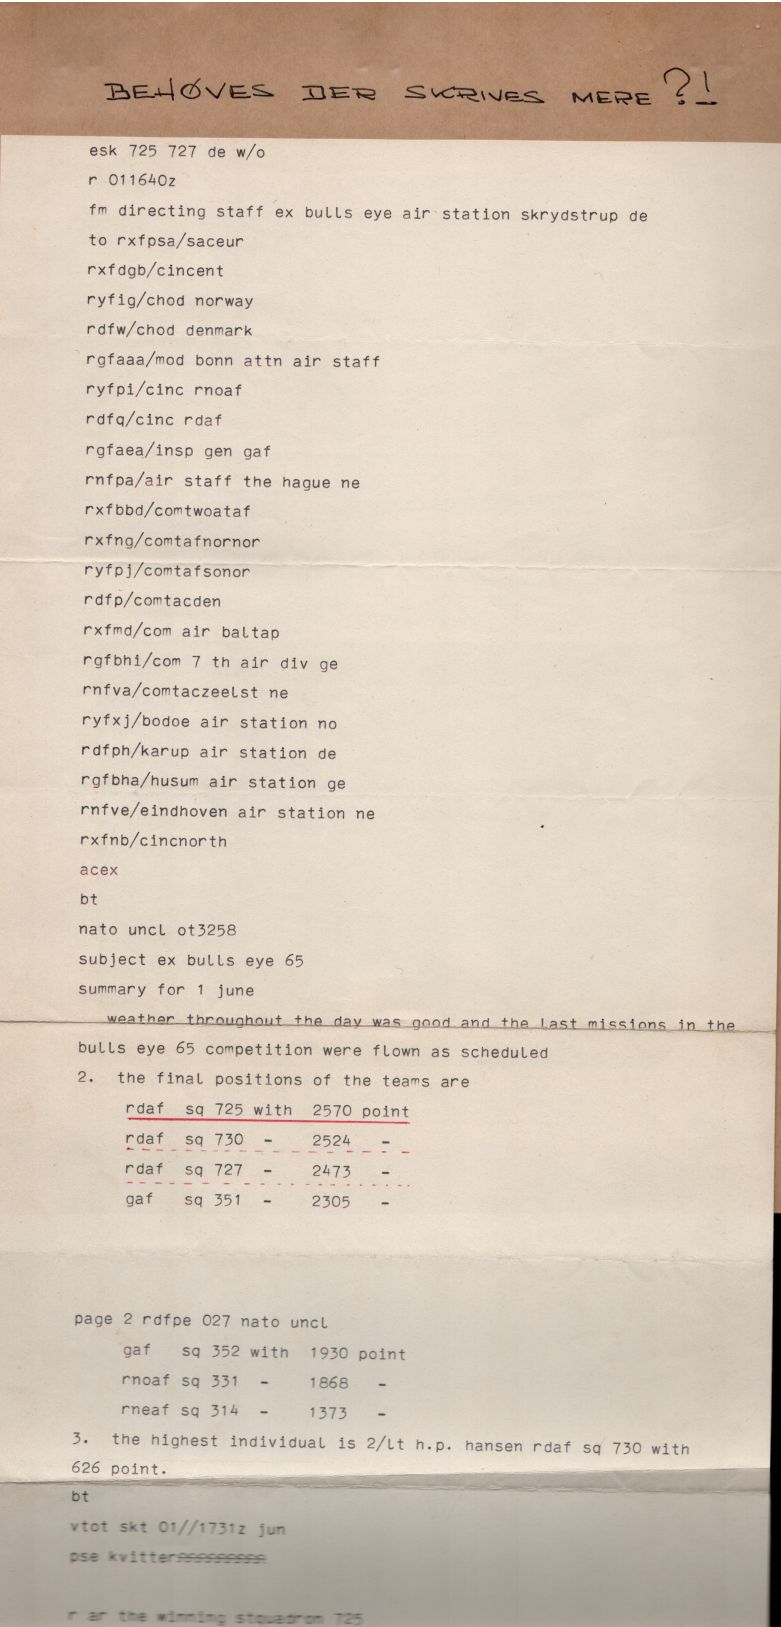 BEHØVES DER SKRIVES MERE ?!
esk 725 727 de w/o
r 011640z
fm directing staff ex bulls eye air station skrydstrup de
to rxfpsa/saceur
rxfdgb/cincent
ryfig/chod norway
rdfw/chod denmark
rgfaaa/mod bonn attn air staff
ryfpi/cinc rnoaf
rdfq/cinc rdaf
rgfaea/insp gen gaf
rnfpa/air staff the hague ne
rxfbbd/comtwoataf
rxfng/comtafnornor
ryfpj/comtafsonor
rdfp/comtacden
rxfmd/com air baltap
rgfbhi/com 7 th air div ge
rnfva/comtaczeelst ne
ryfxj/bodoe air station no
rdfph/karup air station de
rgfbha/husum air station ge
rnfve/eindhoven air station ne
rxfnb/cincnorth
acex
bt
nato uncl ot3258
subject ex bulls eye 65
summary for 1 june
weather throughout the day was good and the last missions in the
bulls eye 65 competition were flown as scheduled
2. the final positions of the teams are
rdaf sq 725 with 2570 point
rdaf sq 730 - 2524 -
rdaf sq 727 - 2473 -
gaf sq 351 - 2305 -
page 2 rdfpe 027 nato uncl
gaf sq 352 with 1930 point
rnoaf sq 331 - 1868 -
rneaf sq 314 - 1373 -
3. the highest individual is 2/lt h.p. hansen rdaf sq 730 with
626 point.
bt
vtot skt 01//1731z jun
pse kvitter
r ar the winning stquadron 725